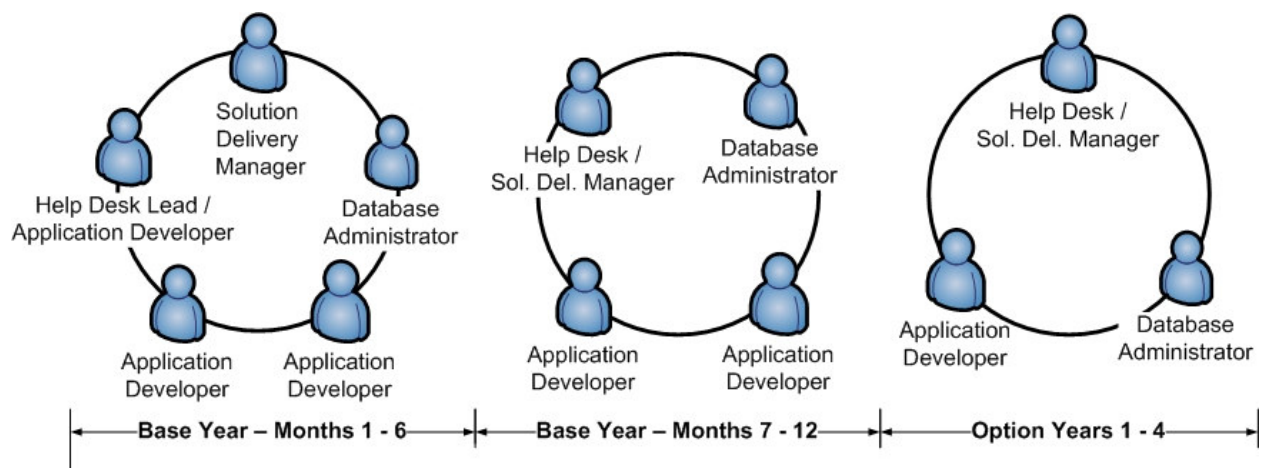 Solution
Delivery
Manager
Help Desk Lead /
Application Developer
Database
Administrator
Application
Developer
Application
Developer
Help Desk /
Sol. Del. Manager
Database
Administrator
Application
Developer
Application
Developer
Help Desk /
Sol. Del. Manager
Application
Developer
Database
Administrator
Base Year – Months 1 - 6
Base Year – Months 7 - 12
Option Years 1 - 4